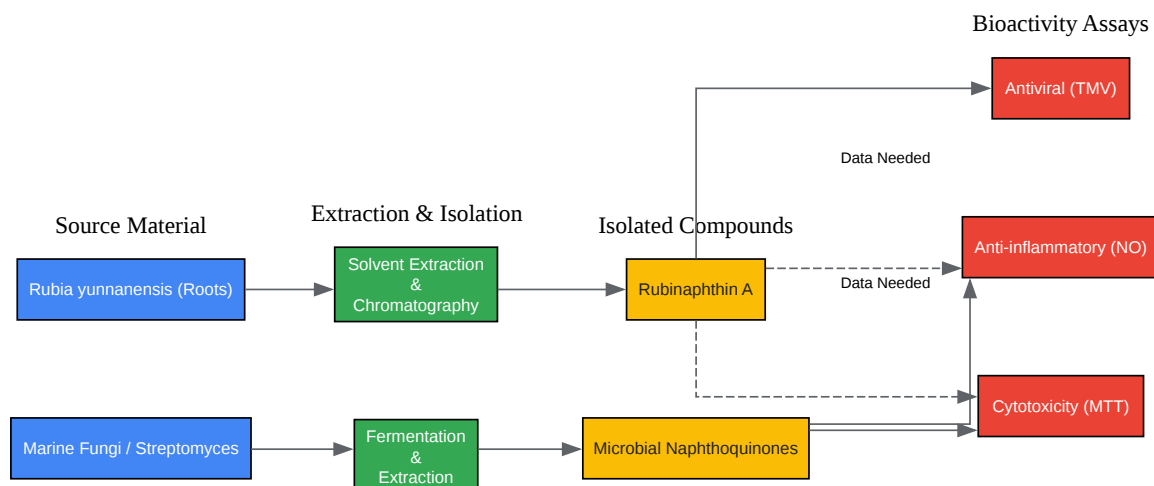 Bioactivity Assays
Antiviral (TMV)
Data Needed
Source Material
Extraction & Isolation
Isolated Compounds
Anti-inflammatory (NO)
Rubia yunnanensis (Roots)
Solvent Extraction
&
Chromatography
Rubinaphthin A
Data Needed
Cytotoxicity (MTT)
Marine Fungi / Streptomyces
Fermentation
&
Extraction
Microbial Naphthoquinones